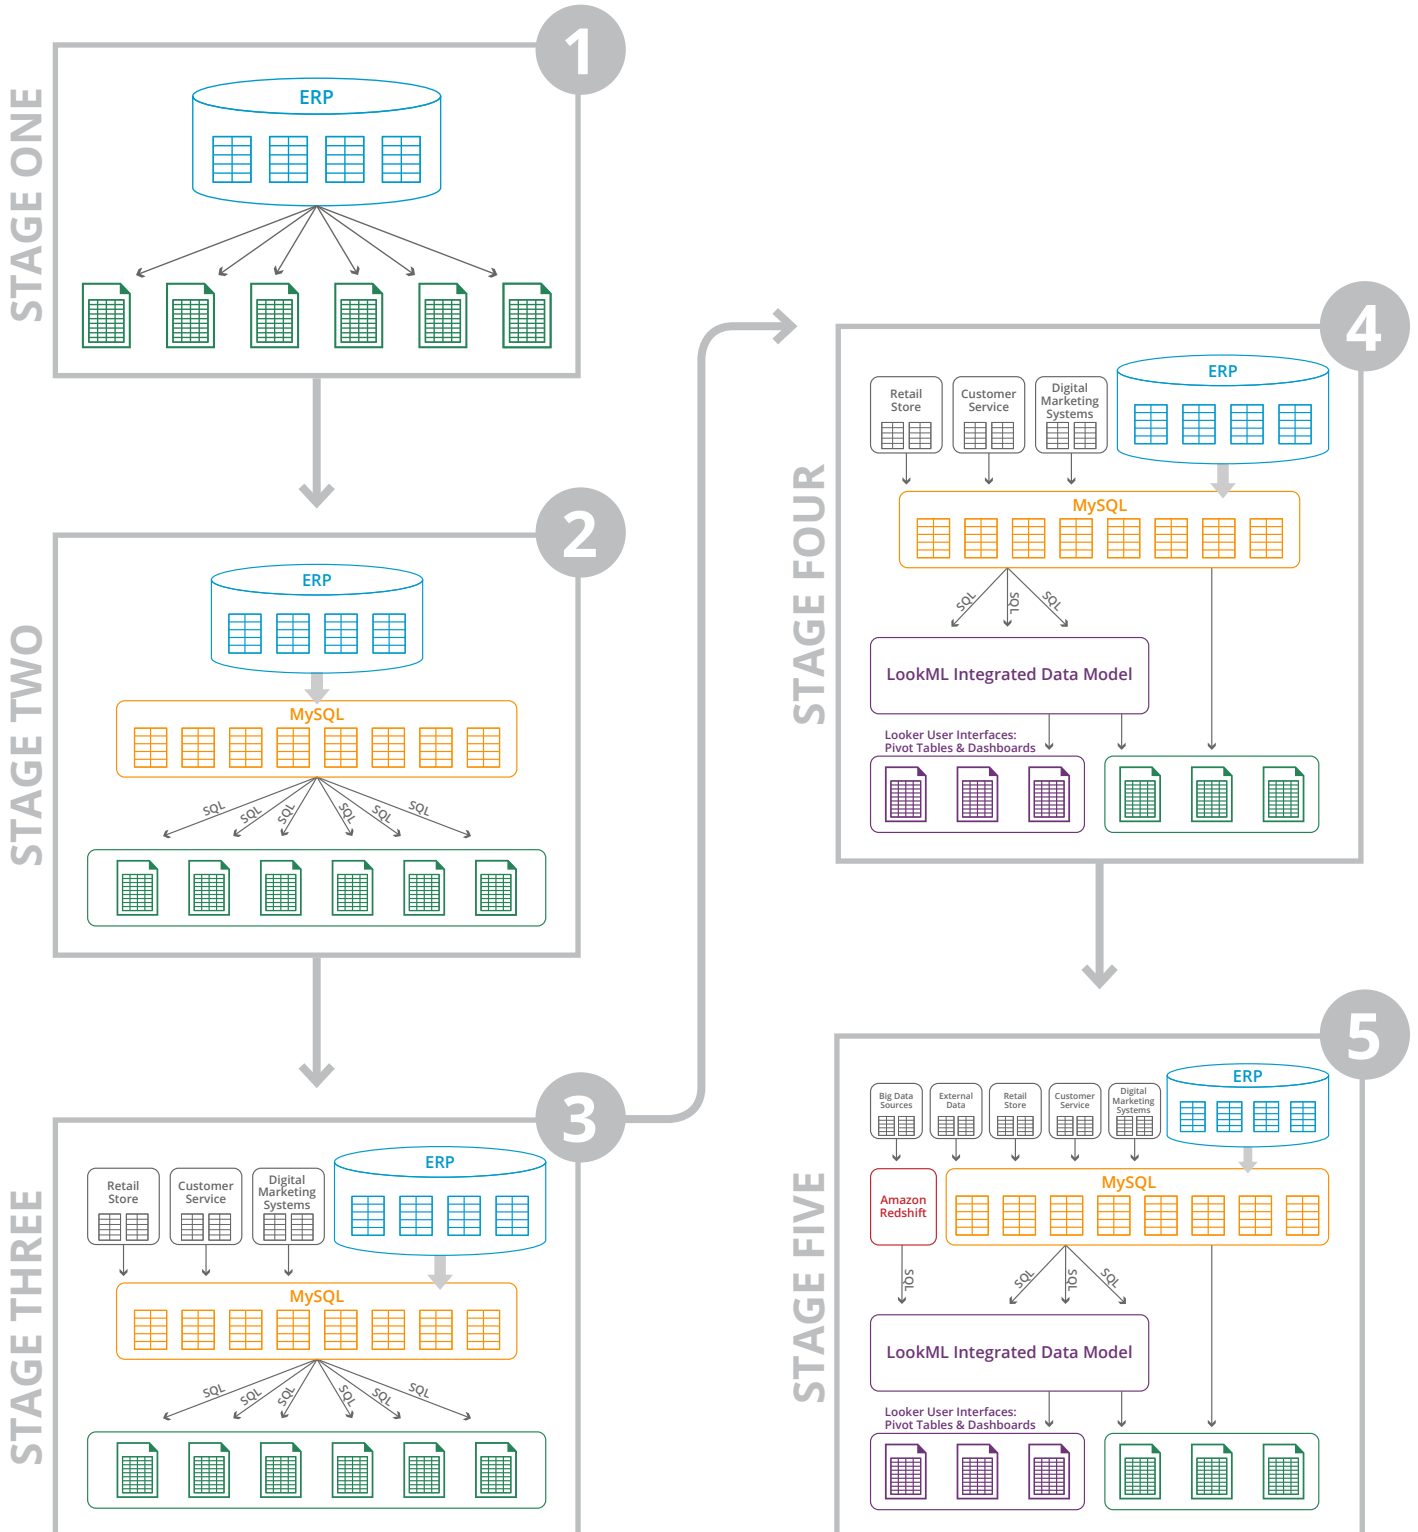 STAGE ONE
1
ERP
STAGE TWO
2
ERP
MySQL
SQL
SQL
SQL
SQL
SQL
SQL
STAGE THREE
3
Retail
Store
Customer
Service
Digital
Marketing
Systems
ERP
MySQL
SQL
SQL
SQL
SQL
SQL
SQL
STAGE FOUR
4
Retail
Store
Customer
Service
Digital
Marketing
Systems
ERP
MySQL
SQL
SQL
SQL
LookML Integrated Data Model
Looker User Interfaces:
Pivot Tables & Dashboards
STAGE FIVE
5
Big Data
Sources
External
Data
Retail
Store
Customer
Service
Digital
Marketing
Systems
ERP
Amazon
Redshift
MySQL
SQL
SQL
SQL
SQL
LookML Integrated Data Model
Looker User Interfaces:
Pivot Tables & Dashboards